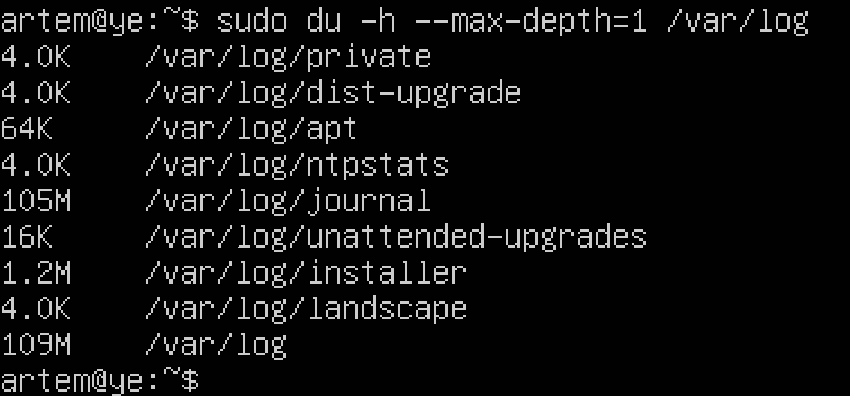 artem@ye:~$ sudo du -h --max-depth=1 /var/log
4.0K    /var/log/private
4.0K    /var/log/dist-upgrade
64K     /var/log/apt
4.0K    /var/log/ntpstats
105M    /var/log/journal
16K     /var/log/unattended-upgrades
1.2M    /var/log/installer
4.0K    /var/log/landscape
109M    /var/log
artem@ye:~$